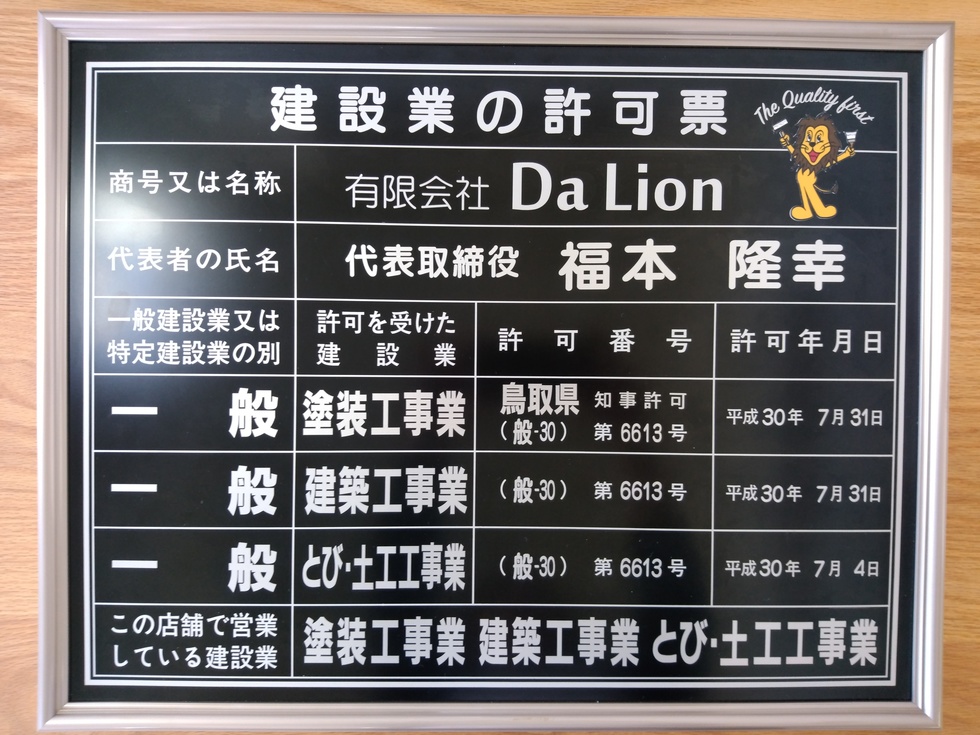 建設業の許可票
The Quality first
商号又は名称
有限会社 Da Lion
代表者の氏名
代表取締役 福本 隆幸
一般建設業又は
特定建設業の別
許可を受けた
建設業
許可番号
許可年月日
一般
塗装工事業
鳥取県 知事許可
(般-30) 第6613号
平成30年 7月31日
一般
建築工事業
(般-30) 第6613号
平成30年 7月31日
一般
とび・土工工事業
(般-30) 第6613号
平成30年 7月 4日
この店舗で営業
している建設業
塗装工事業 建築工事業 とび・土工工事業